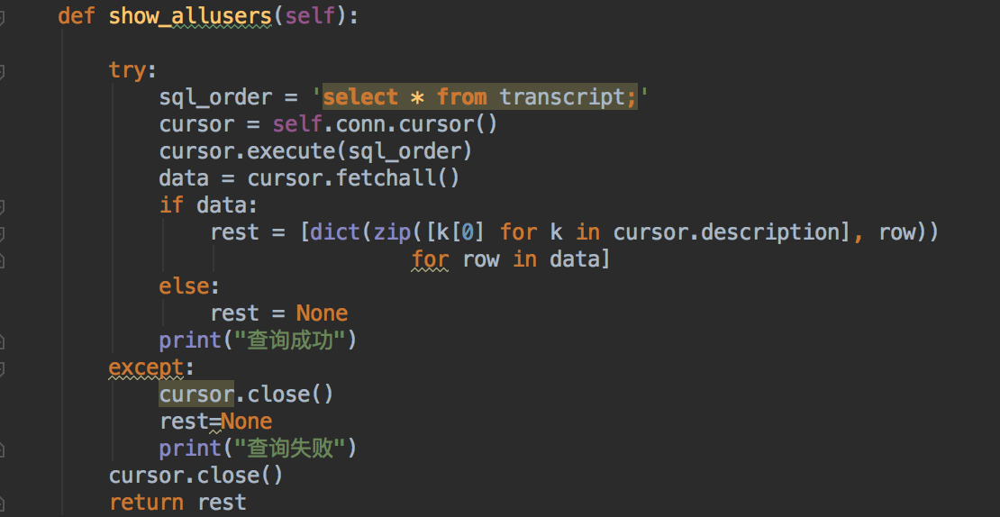 def show_allusers(self):
try:
sql_order = 'select * from transcript;'
cursor = self.conn.cursor()
cursor.execute(sql_order)
data = cursor.fetchall()
if data:
rest = [dict(zip([k[0] for k in cursor.description], row))
for row in data]
else:
rest = None
print("查询成功")
except:
cursor.close()
rest=None
print("查询失败")
cursor.close()
return rest